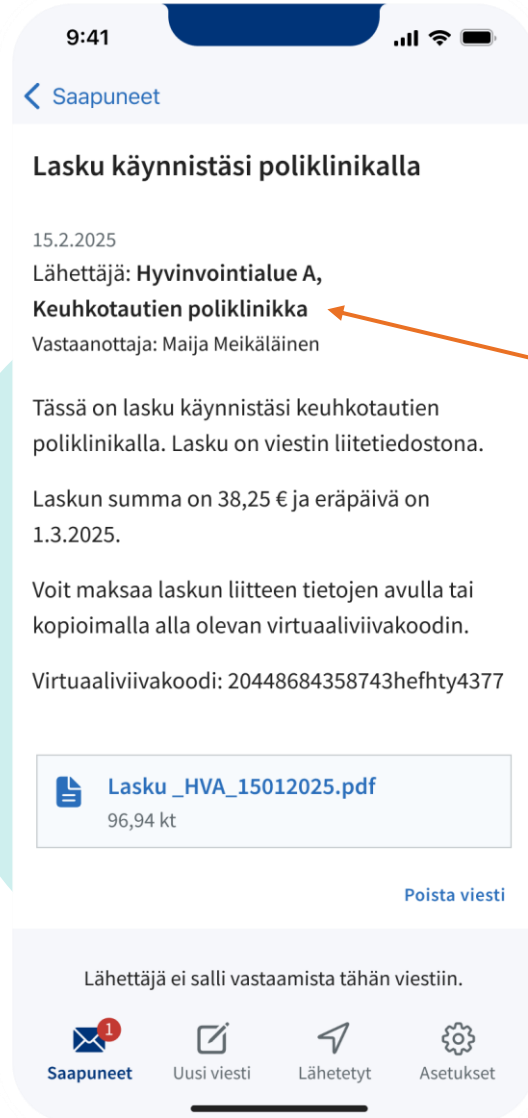 9:41
Saapuneet
Lasku käynnistäsi poliklinikalla
15.2.2025
Lähettäjä: Hyvinvointialue A,
Keuhkotautien poliklinikka
Vastaanottaja: Maija Meikäläinen
Tässä on lasku käynnistäsi keuhkotautien
poliklinikalla. Lasku on viestin liitetiedostona.
Laskun summa on 38,25 € ja eräpäivä on
1.3.2025.
Voit maksaa laskun liitteen tietojen avulla tai
kopioimalla alla olevan virtuaaliviivakoodin.
Virtuaaliviivakoodi: 20448684358743hefhty4377
Lasku _HVA_15012025.pdf
96,94 kt
Poista viesti
Lähettäjä ei salli vastaamista tähän viestiin.
1
Saapuneet Uusi viesti Lähetetyt Asetukset